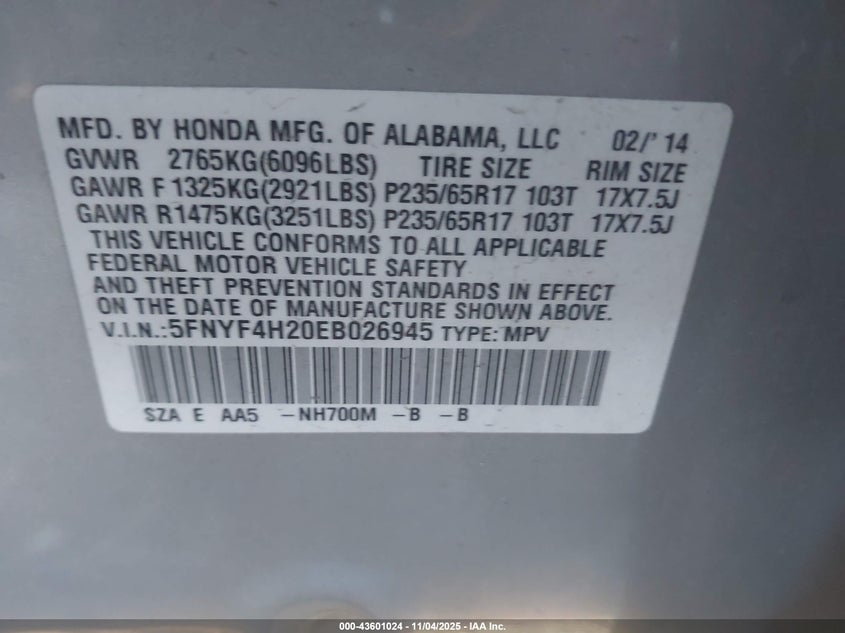 MFD. BY HONDA MFG. OF ALABAMA, LLC 02/'14
GVWR 2765KG(6096LBS) TIRE SIZE RIM SIZE
GAWR F 1325KG(2921LBS) P235/65R17 103T 17X7.5J
GAWR R1475KG(3251LBS) P235/65R17 103T 17X7.5J
THIS VEHICLE CONFORMS TO ALL APPLICABLE
FEDERAL MOTOR VEHICLE SAFETY
AND THEFT PREVENTION STANDARDS IN EFFECT
ON THE DATE OF MANUFACTURE SHOWN ABOVE.
V.I.N.:5FNYF4H20EB026945 TYPE: MPV
SZA E AA5 -NH700M -B -B
000-43601024 - 11/04/2025 - IAA Inc.